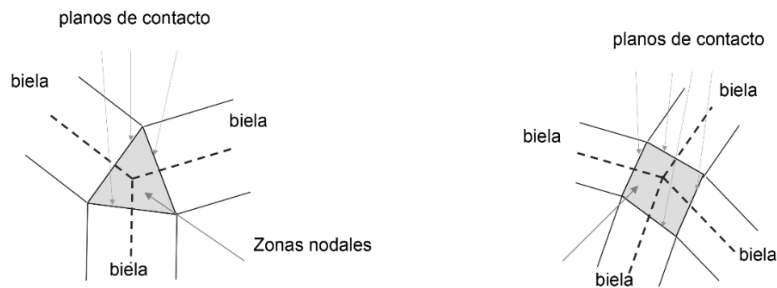 planos de contacto
biela
biela
biela
Zonas nodales
planos de contacto
biela
biela
biela
biela